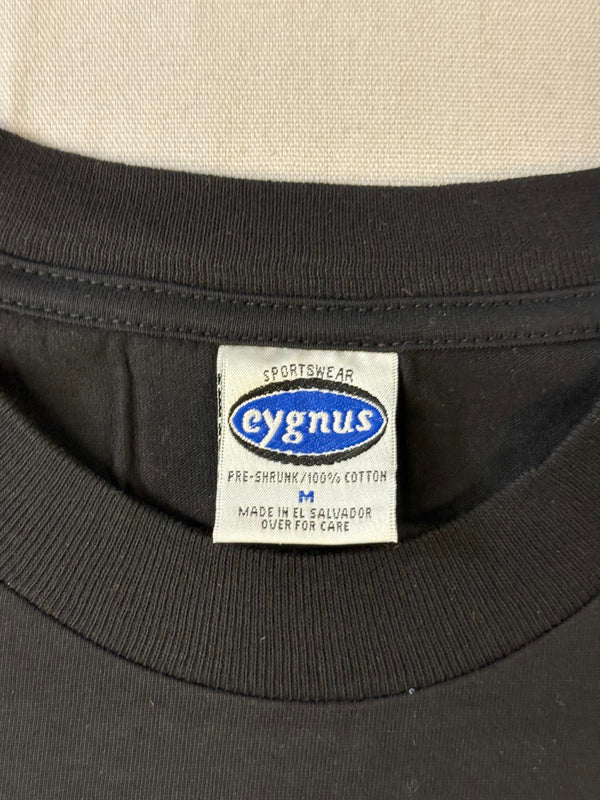 SPORTSWEAR
cygnus
PRE-SHRUNK/100% COTTON
M
MADE IN EL SALVADOR
OVER FOR CARE